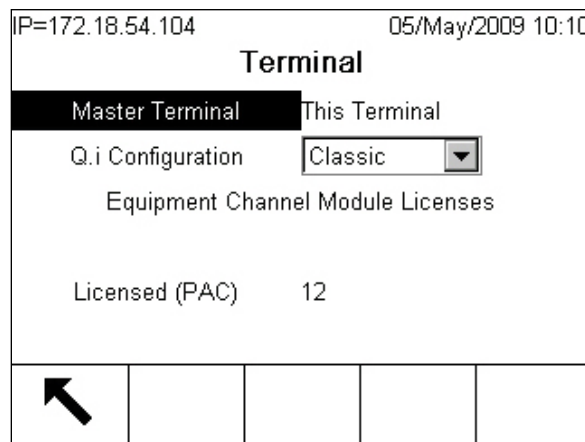 IP=172.18.54.104 05/May/2009 10:10
Terminal
Master Terminal This Terminal
Q.i Configuration Classic
Equipment Channel Module Licenses
Licensed (PAC) 12